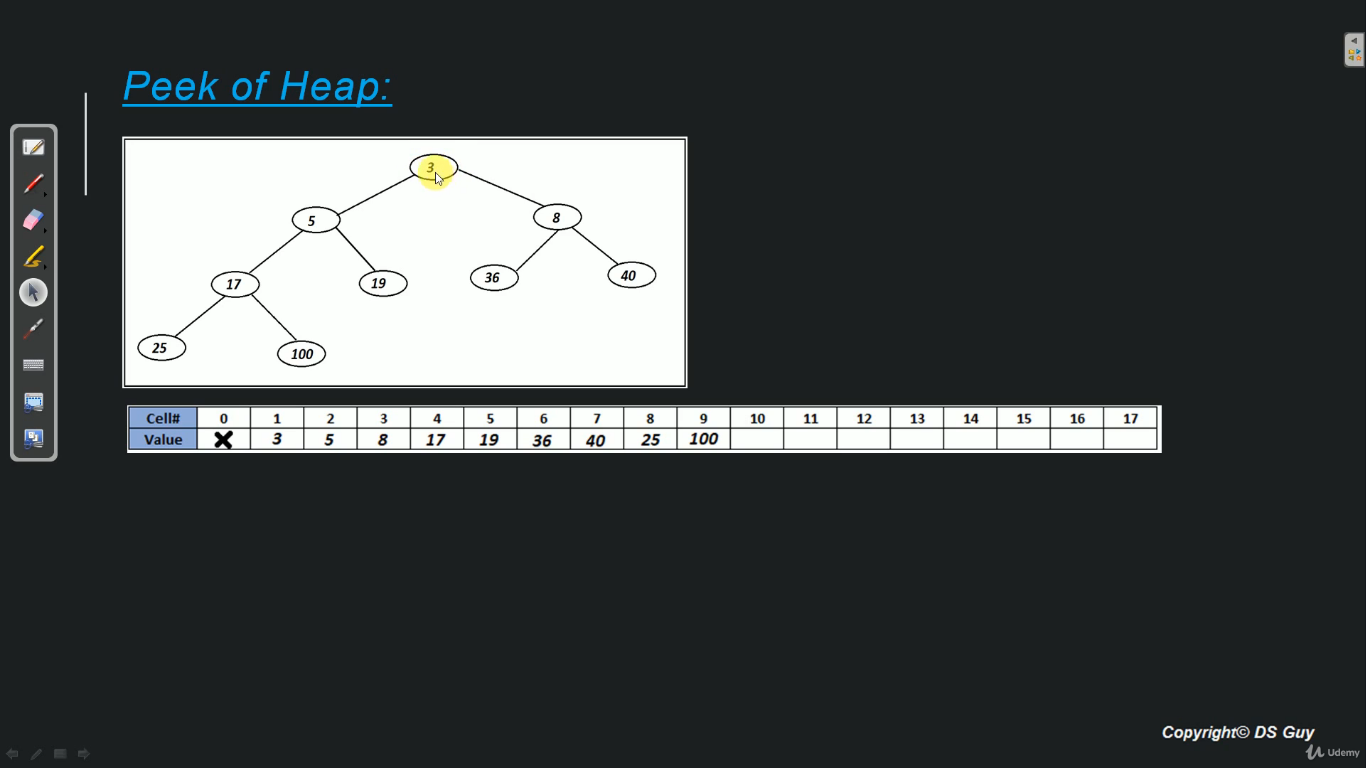 Peek of Heap:
3
5 8
17 19 36 40
25 100
Cell# 0 1 2 3 4 5 6 7 8 9 10 11 12 13 14 15 16 17
Value ✖ 3 5 8 17 19 36 40 25 100
Copyright© DS Guy
Udemy